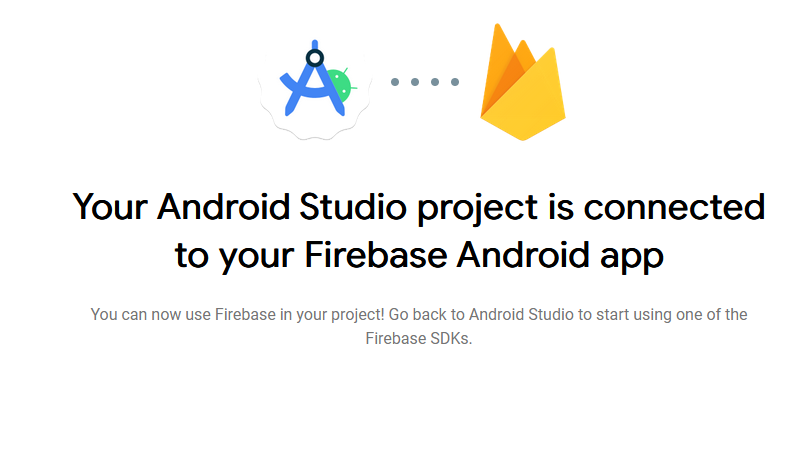 Your Android Studio project is connected
to your Firebase Android app
You can now use Firebase in your project! Go back to Android Studio to start using one of the
Firebase SDKs.